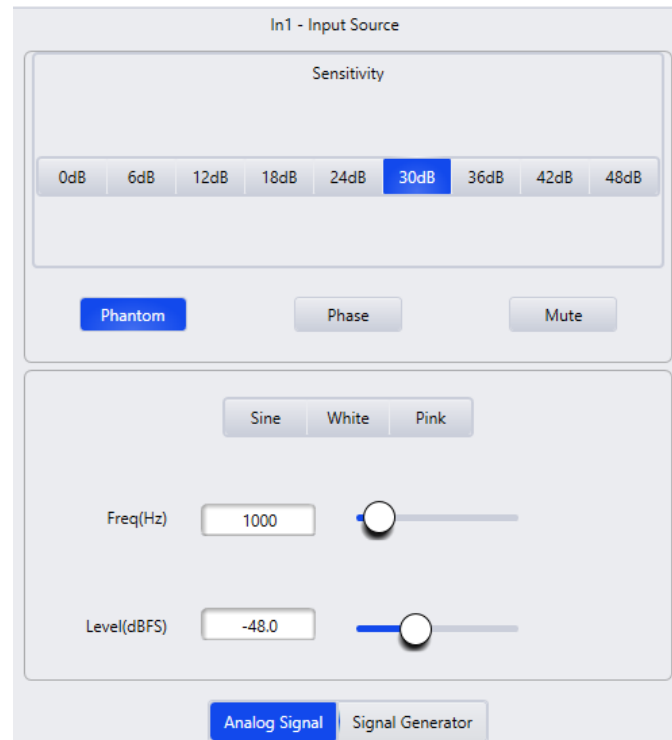 In1 - Input Source
Sensitivity
0dB 6dB 12dB 18dB 24dB 30dB 36dB 42dB 48dB
Phantom Phase Mute
Sine White Pink
Freq(Hz) 1000
Level(dBFS) -48.0
Analog Signal Signal Generator